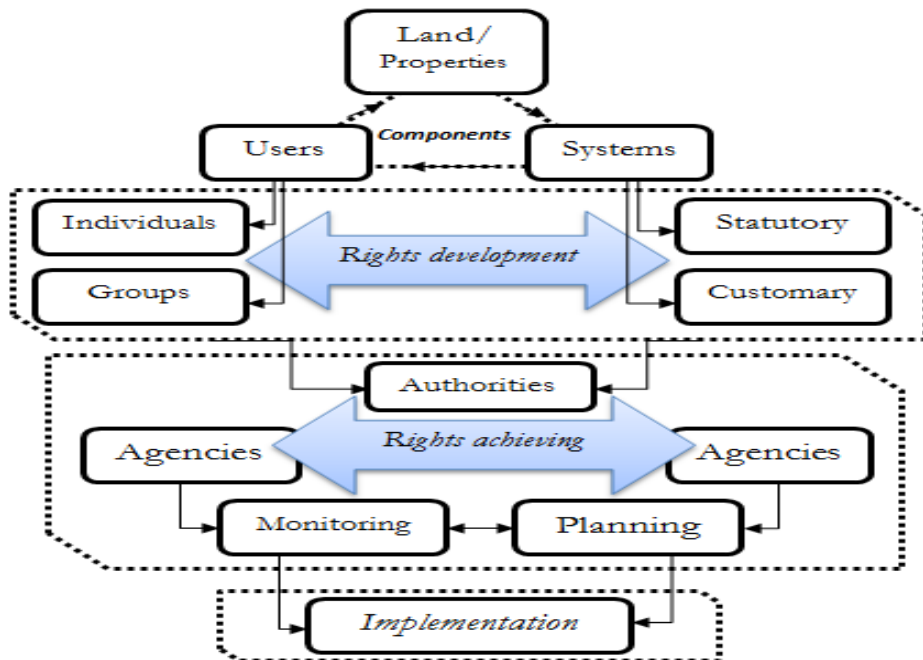 Land/
Properties
Components
Users
Systems
Individuals
Statutory
Rights development
Groups
Customary
Authorities
Rights achieving
Agencies
Agencies
Monitoring
Planning
Implementation